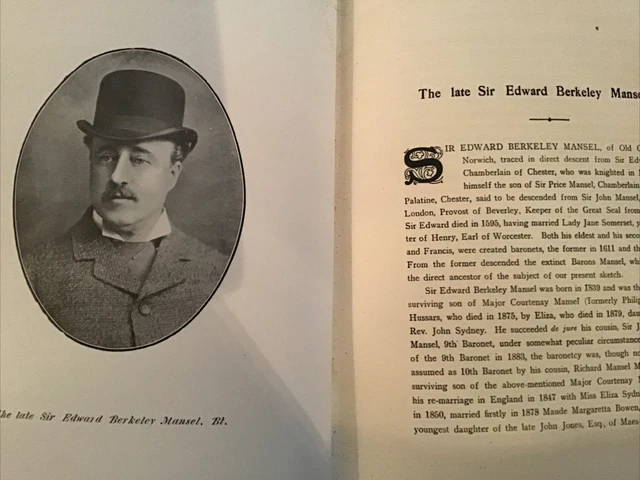 he late Sir Edward Berkeley Mansel, Bt.
The late Sir Edward Berkeley Manse
SIR EDWARD BERKELEY MANSEL, of Old C
Norwich, traced in direct descent from Sir Edw
Chamberlain of Chester, who was knighted in
himself the son of Sir Price Mansel, Chamberlain
Palatine, Chester, said to be descended from Sir John Mansel,
London, Provost of Beverley, Keeper of the Great Seal from
Sir Edward died in 1595, having married Lady Jane Somerset, y
ter of Henry, Earl of Worcester. Both his eldest and his seco
and Francis, were created baronets, the former in 1611 and th
From the former descended the extinct Barons Mansel, whi
the direct ancestor of the subject of our present sketch.
Sir Edward Berkeley Mansel was born in 1839 and was th
surviving son of Major Courtenay Mansel (formerly Philip
Hussars, who died in 1875, by Eliza, who died in 1879, dau
Rev. John Sydney. He succeeded de jure his cousin, Sir J
Mansel, 9th Baronet, under somewhat peculiar circumstance
of the 9th Baronet in 1883, the baronetcy was, though no
assumed as 10th Baronet by his cousin, Richard Mansel M
surviving son of the above-mentioned Major Courtenay
his re-marriage in England in 1847 with Miss Eliza Sydn
in 1850, married firstly in 1878 Maude Margaretta Bowen,
youngest daughter of the late John Jones, Esq., of Maes-